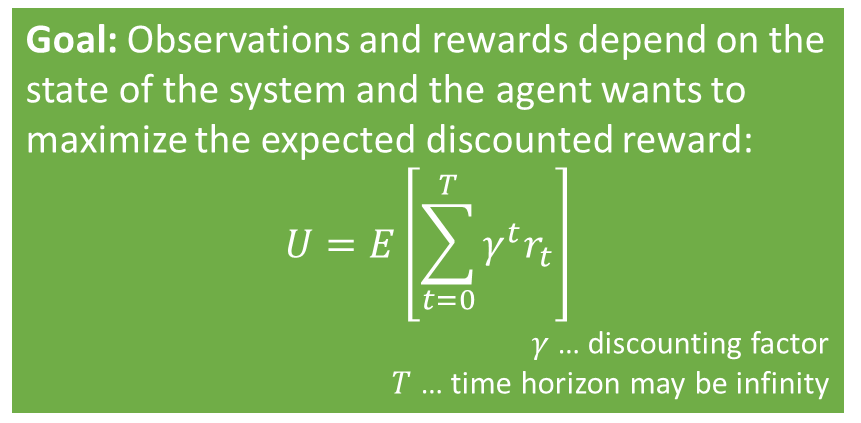 Goal: Observations and rewards depend on the
state of the system and the agent wants to
maximize the expected discounted reward:
U = E [ ∑_{t=0}^{T} γ^t r_t ]
γ ... discounting factor
T ... time horizon may be infinity